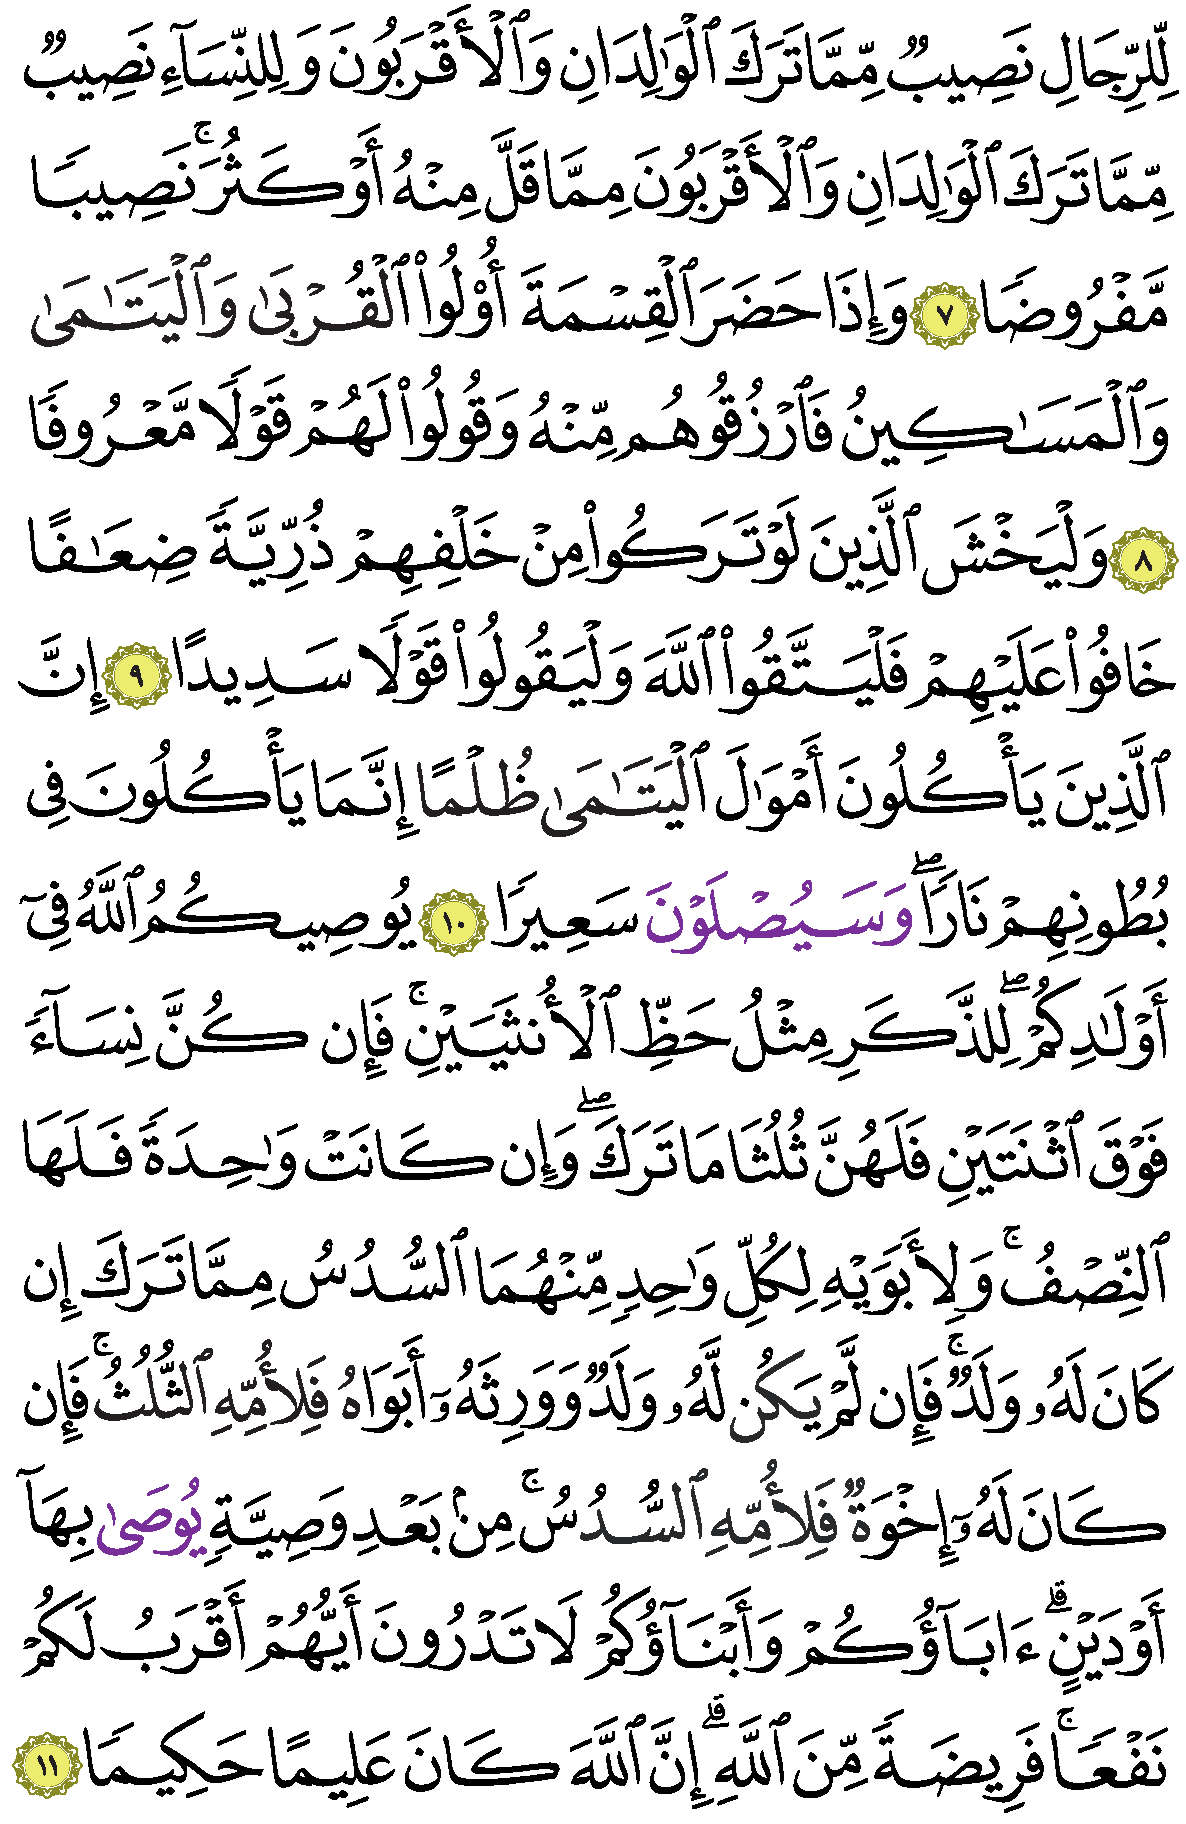 لِّلرِّجَالِ نَصِيبٌ مِّمَّا تَرَكَ ٱلۡوَٰلِدَانِ وَٱلۡأَقۡرَبُونَ وَلِلنِّسَآءِ نَصِيبٌ
مِّمَّا تَرَكَ ٱلۡوَٰلِدَانِ وَٱلۡأَقۡرَبُونَ مِمَّا قَلَّ مِنۡهُ أَوۡ كَثُرَۚ نَصِيبٗا
مَّفۡرُوضٗا ٧ وَإِذَا حَضَرَ ٱلۡقِسۡمَةَ أُوْلُواْ ٱلۡقُرۡبَىٰ وَٱلۡيَتَٰمَىٰ
وَٱلۡمَسَٰكِينُ فَٱرۡزُقُوهُم مِّنۡهُ وَقُولُواْ لَهُمۡ قَوۡلٗا مَّعۡرُوفٗا
٨ وَلۡيَخۡشَ ٱلَّذِينَ لَوۡ تَرَكُواْ مِنۡ خَلۡفِهِمۡ ذُرِّيَّةٗ ضِعَٰفًا
خَافُواْ عَلَيۡهِمۡ فَلۡيَتَّقُواْ ٱللَّهَ وَلۡيَقُولُواْ قَوۡلٗا سَدِيدًا ٩ إِنَّ
ٱلَّذِينَ يَأۡكُلُونَ أَمۡوَٰلَ ٱلۡيَتَٰمَىٰ ظُلۡمًا إِنَّمَا يَأۡكُلُونَ فِي
بُطُونِهِمۡ نَارٗاۖ وَسَيُصۡلَوۡنَ سَعِيرٗا ١٠ يُوصِيكُمُ ٱللَّهُ فِيٓ
أَوۡلَٰدِكُمۡۖ لِلذَّكَرِ مِثۡلُ حَظِّ ٱلۡأُنثَيَيۡنِۚ فَإِن كُنَّ نِسَآءٗ
فَوۡقَ ٱثۡنَتَيۡنِ فَلَهُنَّ ثُلُثَا مَا تَرَكَۖ وَإِن كَانَتۡ وَٰحِدَةٗ فَلَهَا
ٱلنِّصۡفُۚ وَلِأَبَوَيۡهِ لِكُلِّ وَٰحِدٖ مِّنۡهُمَا ٱلسُّدُسُ مِمَّا تَرَكَ إِن
كَانَ لَهُۥ وَلَدٞۚ فَإِن لَّمۡ يَكُن لَّهُۥ وَلَدٞ وَوَرِثَهُۥٓ أَبَوَاهُ فَلِأُمِّهِ ٱلثُّلُثُۚ فَإِن
كَانَ لَهُۥٓ إِخۡوَةٞ فَلِأُمِّهِ ٱلسُّدُسُۚ مِنۢ بَعۡدِ وَصِيَّةٖ يُوصَىٰ بِهَآ
أَوۡ دَيۡنٍۗ ءَابَآؤُكُمۡ وَأَبۡنَآؤُكُمۡ لَا تَدۡرُونَ أَيُّهُمۡ أَقۡرَبُ لَكُمۡ
نَفۡعٗاۚ فَرِيضَةٗ مِّنَ ٱللَّهِۗ إِنَّ ٱللَّهَ كَانَ عَلِيمًا حَكِيمٗا ١١